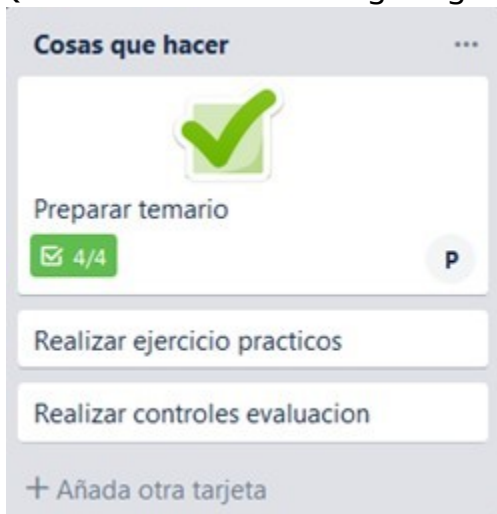 Cosas que hacer
Preparar temario
4/4
P
Realizar ejercicio practicos
Realizar controles evaluacion
+ Añada otra tarjeta